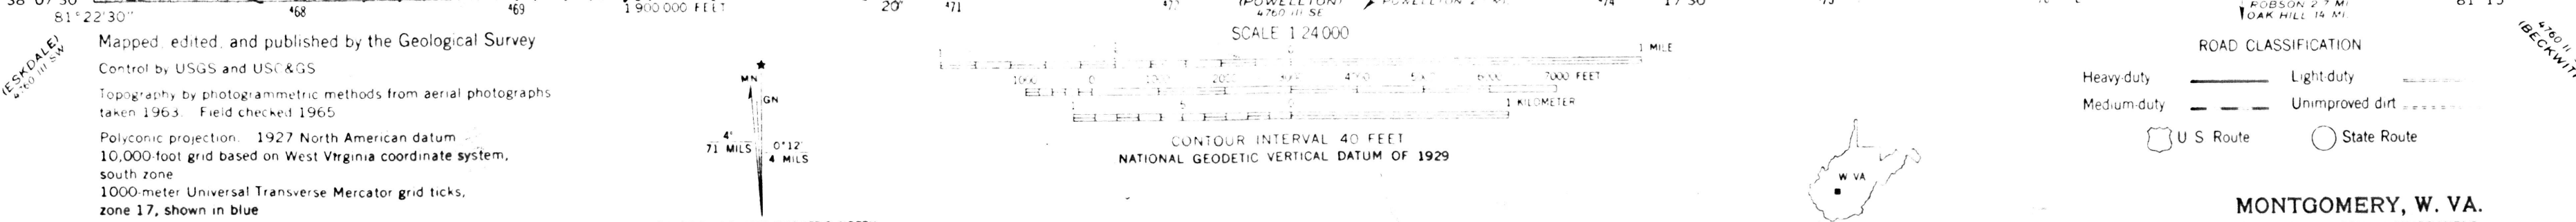 81°22'30"
468
469
1 900 000 FEET
20"
471
(POWELLTON)
4760 III SE
17'30"
ROBSON 2.7 MI.
OAK HILL 14 MI.
(ESKDALE)
4760 III SW
4760 II
(BECKWITH
Mapped, edited, and published by the Geological Survey
Control by USGS and USC&GS
Topography by photogrammetric methods from aerial photographs
taken 1963. Field checked 1965
Polyconic projection. 1927 North American datum
10,000-foot grid based on West Virginia coordinate system,
south zone
1000-meter Universal Transverse Mercator grid ticks,
zone 17, shown in blue
MN
GN
4°
71 MILS
0°12'
4 MILS
SCALE 1:24 000
1 MILE
7000 FEET
1 KILOMETER
CONTOUR INTERVAL 40 FEET
NATIONAL GEODETIC VERTICAL DATUM OF 1929
W VA
ROAD CLASSIFICATION
Heavy-duty
Light-duty
Medium-duty
Unimproved dirt
U S Route
State Route
MONTGOMERY, W. VA.